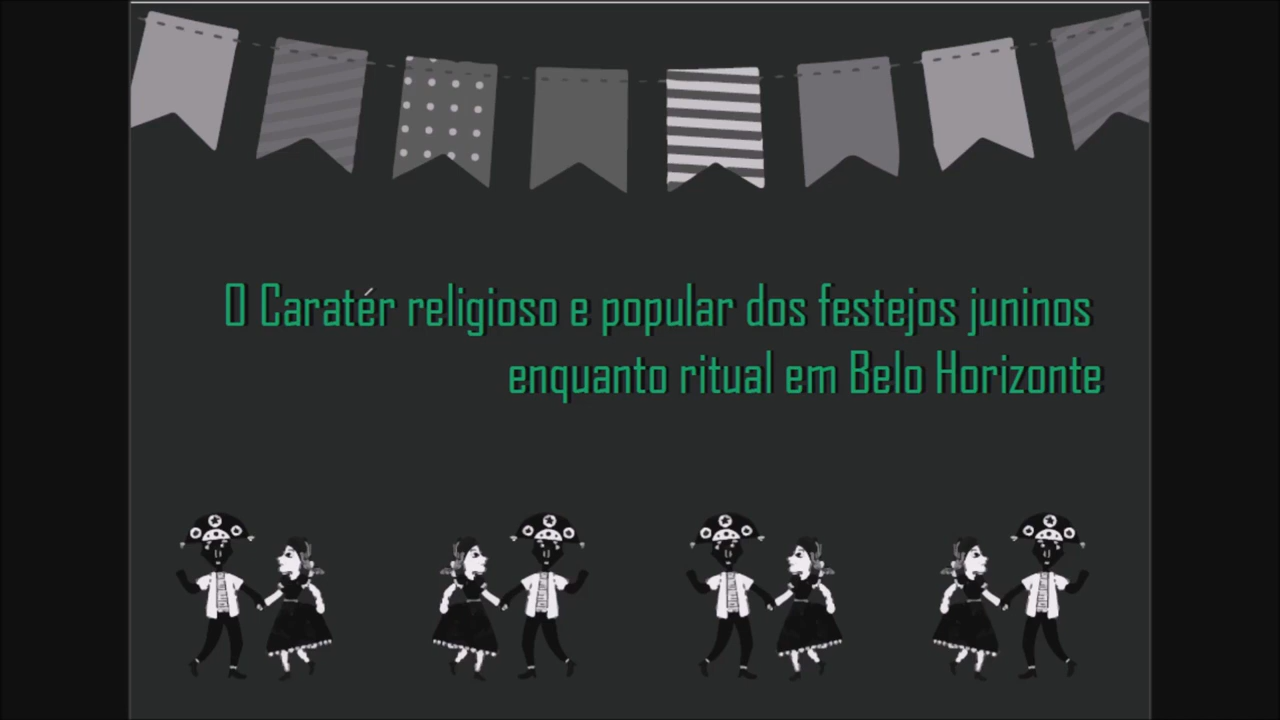 O Caratér religioso e popular dos festejos juninos
enquanto ritual em Belo Horizonte